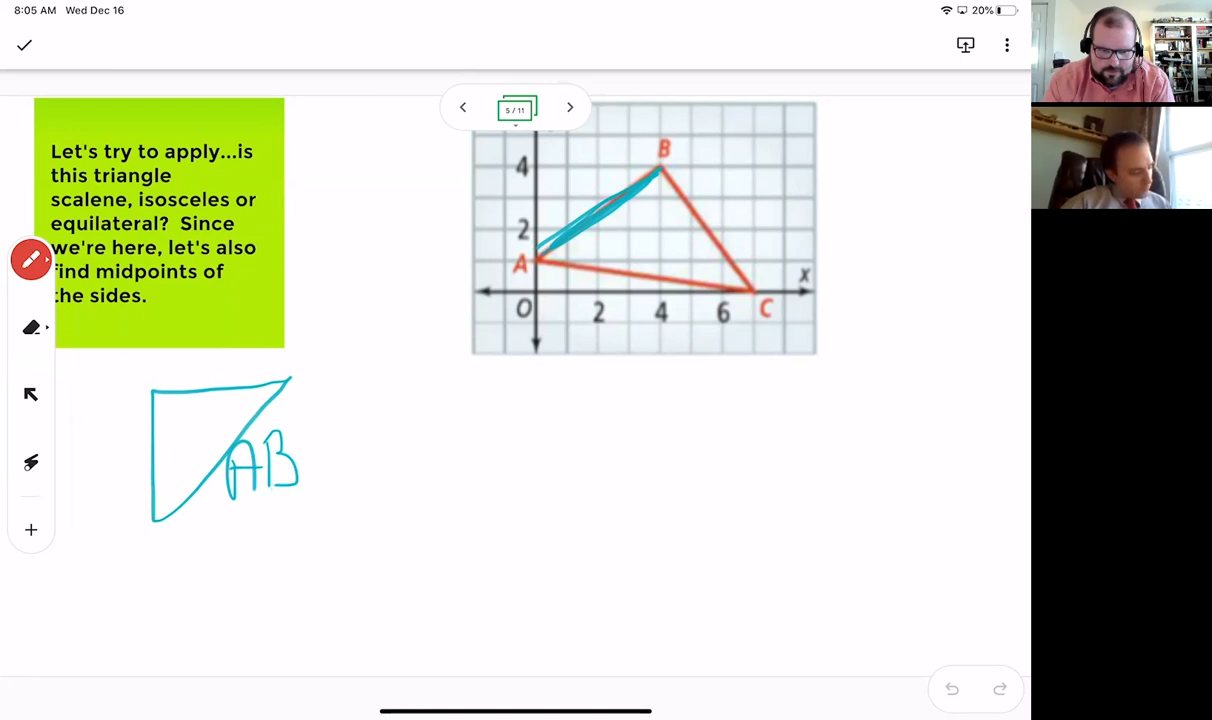 8:05 AM Wed Dec 16
20%
5 / 11
Let's try to apply...is
this triangle
scalene, isosceles or
equilateral? Since
we're here, let's also
find midpoints of
the sides.
B
4
2
A
x
O 2 4 6 C
AB